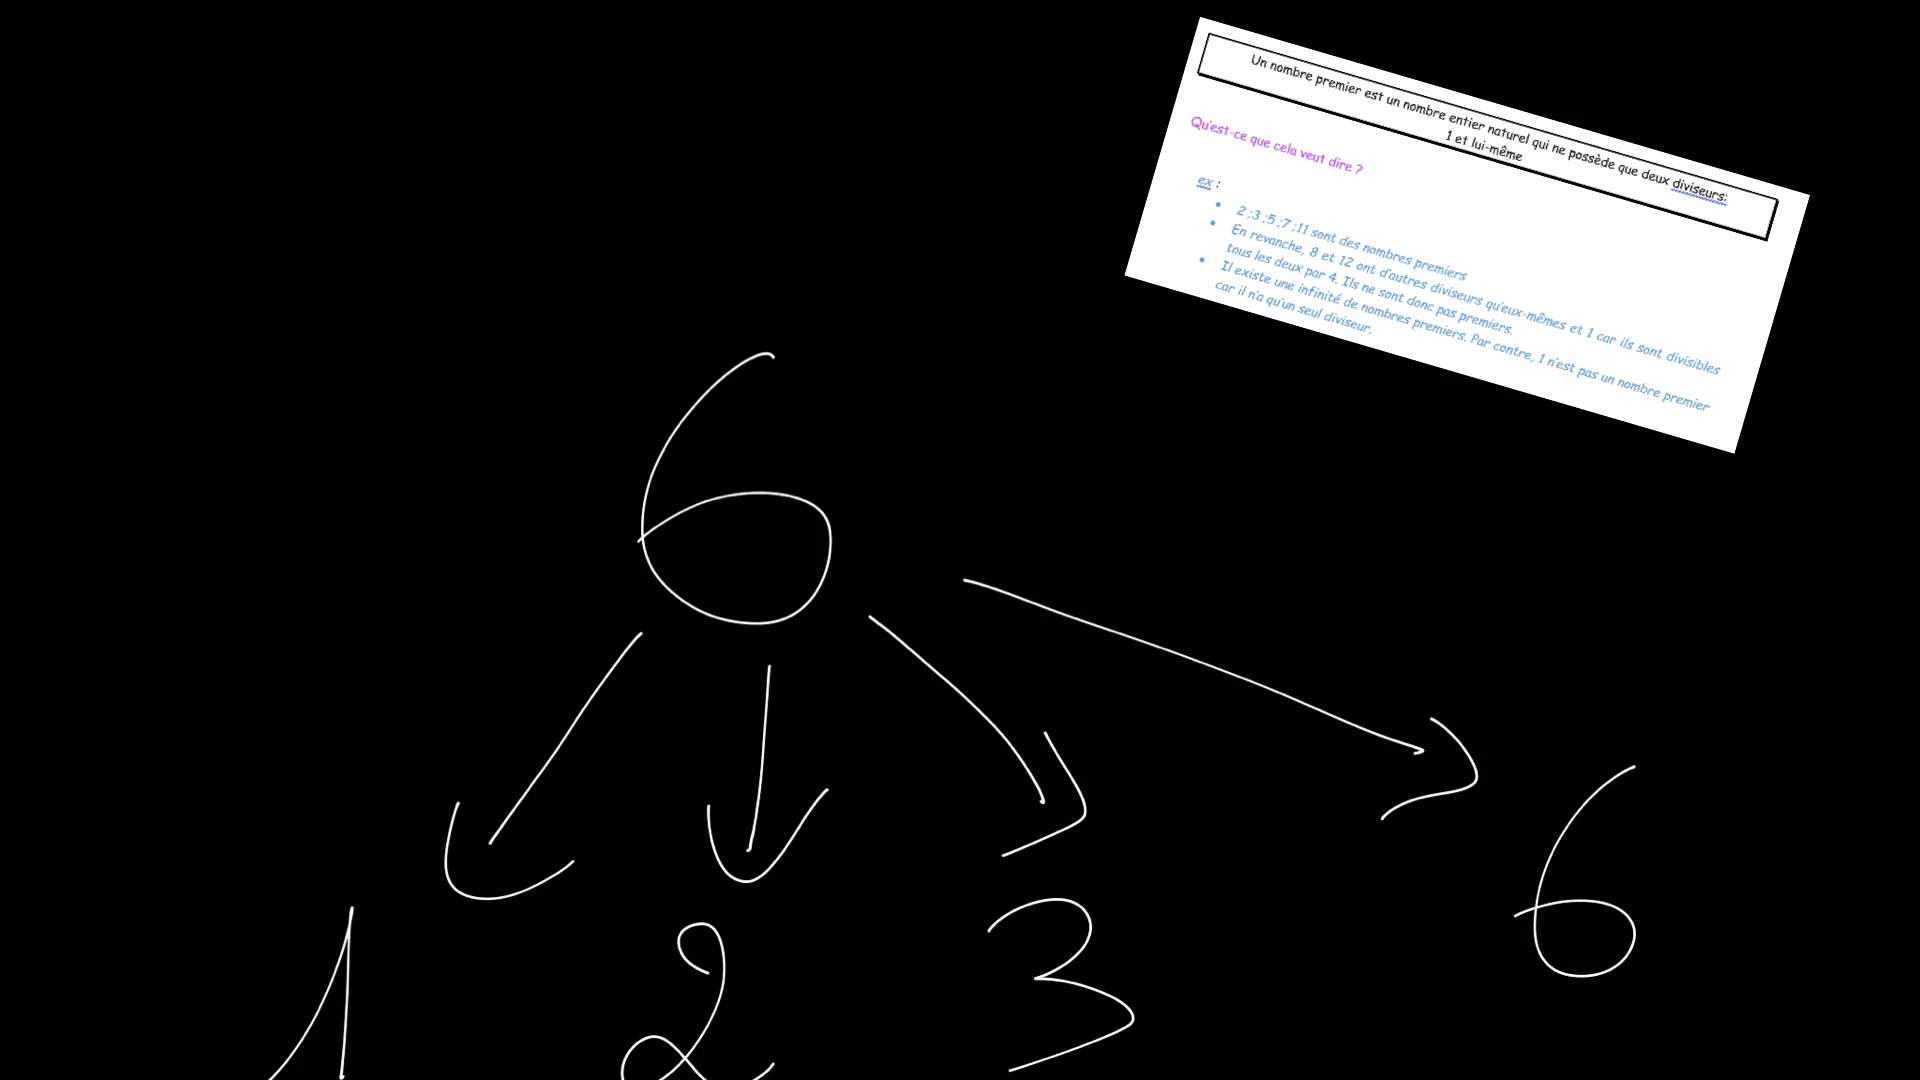 Un nombre premier est un nombre entier naturel qui ne possède que deux diviseurs:
1 et lui-même
Qu'est-ce que cela veut dire ?
ex :
2 ;3 ;5 ;7 ;11 sont des nombres premiers
En revanche, 8 et 12 ont d'autres diviseurs qu'eux-mêmes et 1 car ils sont divisibles
tous les deux par 4. Ils ne sont donc pas premiers.
Il existe une infinité de nombres premiers. Par contre, 1 n'est pas un nombre premier
car il n'a qu'un seul diviseur.
6
1 2 3 6